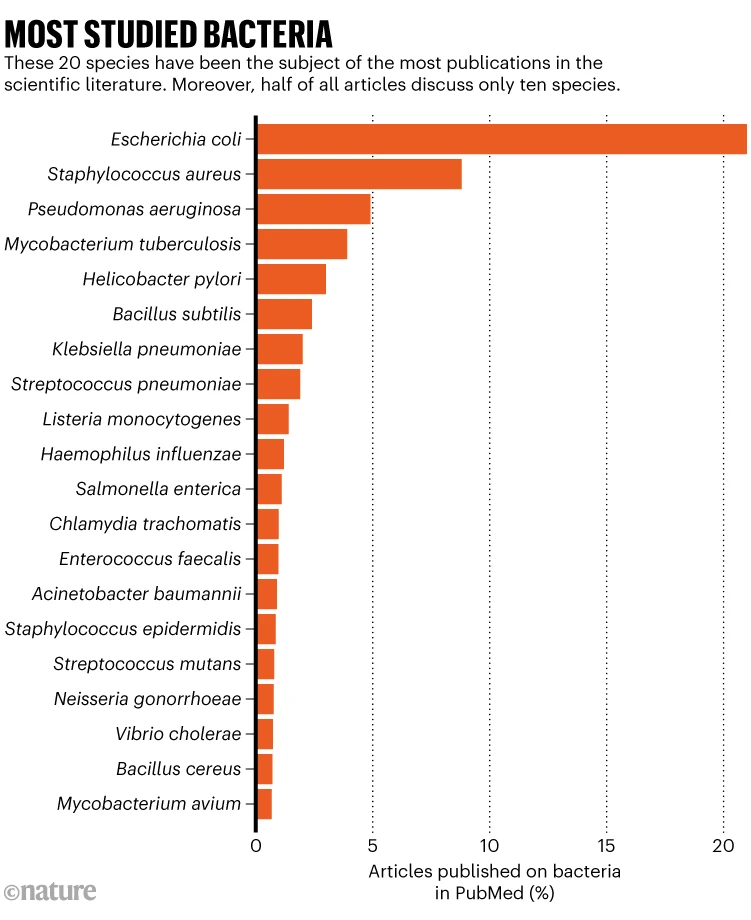 MOST STUDIED BACTERIA
These 20 species have been the subject of the most publications in the
scientific literature. Moreover, half of all articles discuss only ten species.
Escherichia coli
Staphylococcus aureus
Pseudomonas aeruginosa
Mycobacterium tuberculosis
Helicobacter pylori
Bacillus subtilis
Klebsiella pneumoniae
Streptococcus pneumoniae
Listeria monocytogenes
Haemophilus influenzae
Salmonella enterica
Chlamydia trachomatis
Enterococcus faecalis
Acinetobacter baumannii
Staphylococcus epidermidis
Streptococcus mutans
Neisseria gonorrhoeae
Vibrio cholerae
Bacillus cereus
Mycobacterium avium
0 5 10 15 20
Articles published on bacteria
in PubMed (%)
©nature